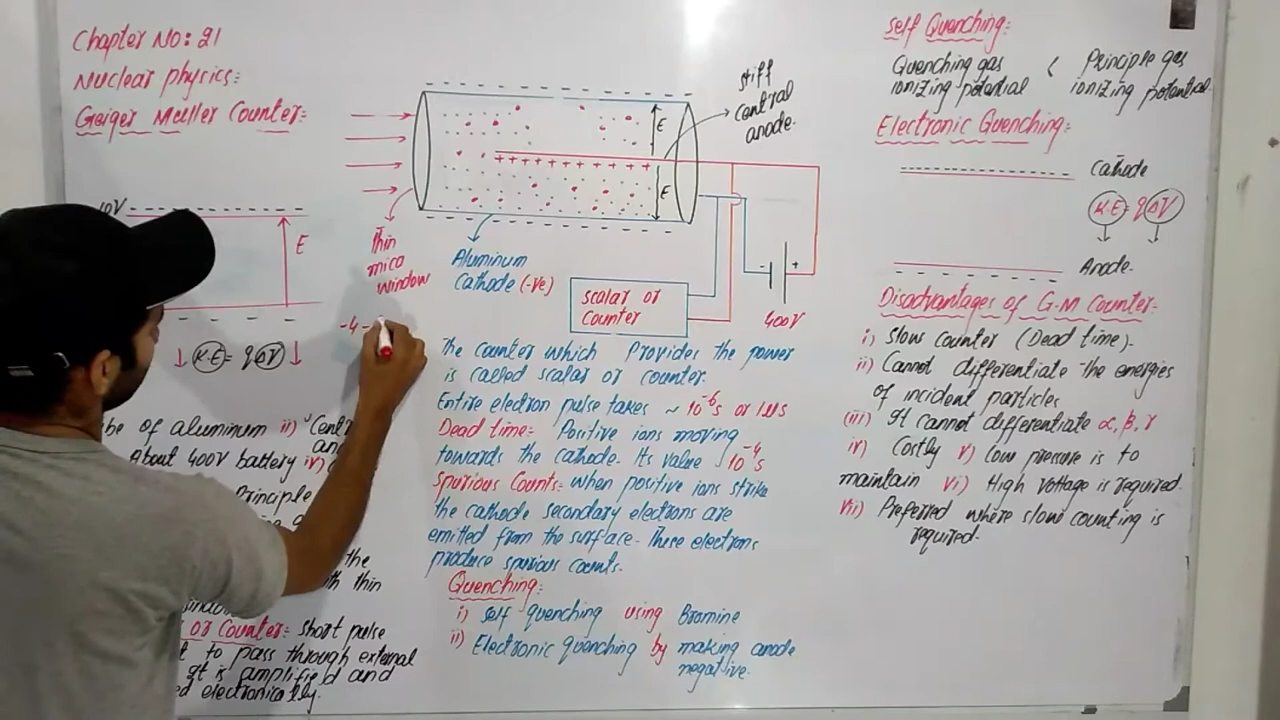 Chapter No: 21
Nuclear physics:
Geiger Muller Counter:
10V
E
K.E = qΔV
-4-
be of aluminum ii)
About 400V battery iv)
Principle
the
thin
or Counter: Short pulse
to pass through external
It is amplified and
ed electronically.
E
E
stiff
central
anode.
Thin
mica
window
Aluminum
Cathode (-ve)
scalar or
counter
- +
400V
The counter which Provides the power
is called scalar or counter.
Entire electron pulse takes ~ 10⁻⁶s or 1μs
Dead time: Positive ions moving
towards the cathode. Its value 10⁻⁴s
Spurious Counts: when positive ions strike
the cathode secondary electrons are
emitted from the surface. These electrons
produce spurious counts.
Quenching:
i) self quenching using Bromine
ii) Electronic quenching by making anode
negative.
Self Quenching:
Quenching gas < Principle gas
ionizing potential ionizing potential
Electronic Quenching:
Cathode
K.E = qΔV
Anode.
Disadvantages of G.M Counter:
i) Slow counter (Dead time).
ii) Cannot differentiate the energies
of incident particles
(iii) It cannot differentiate α, β, γ
iv) Costly v) Low pressure is to
maintain vi) High voltage is required.
vii) Preferred where slow counting is
required.